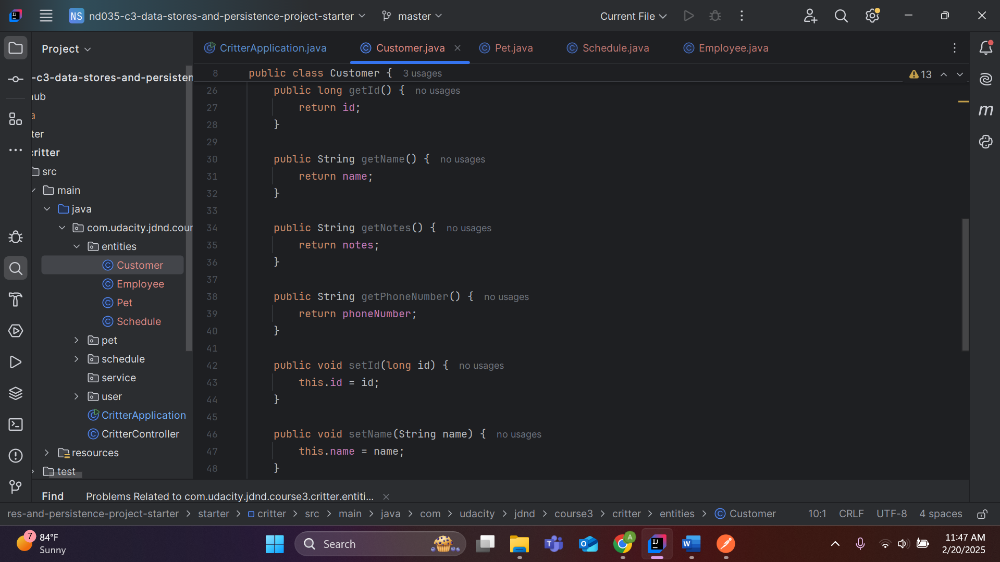 NS nd035-c3-data-stores-and-persistence-project-starter master Current File
Project
CritterApplication.java Customer.java Pet.java Schedule.java Employee.java
-c3-data-stores-and-persisten
hub
a
ter
critter
src
main
java
com.udacity.jdnd.cour
entities
Customer
Employee
Pet
Schedule
pet
schedule
service
user
CritterApplication
CritterController
resources
test
8 public class Customer { 3 usages
13
26 public long getId() { no usages
27 return id;
28 }
29
30 public String getName() { no usages
31 return name;
32 }
33
34 public String getNotes() { no usages
35 return notes;
36 }
37
38 public String getPhoneNumber() { no usages
39 return phoneNumber;
40 }
41
42 public void setId(long id) { no usages
43 this.id = id;
44 }
45
46 public void setName(String name) { no usages
47 this.name = name;
48 }
m
Find Problems Related to com.udacity.jdnd.course3.critter.entiti...
res-and-persistence-project-starter > starter > critter > src > main > java > com > udacity > jdnd > course3 > critter > entities > Customer 10:1 CRLF UTF-8 4 spaces
7 84°F
Sunny
Search
A
11:47 AM
2/20/2025